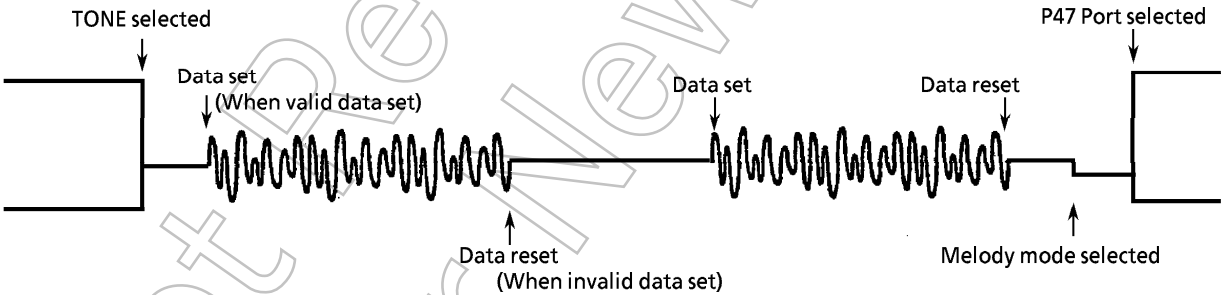 TONE selected
P47 Port selected
Data set
(When valid data set)
Data set
Data reset
Data reset
(When invalid data set)
Melody mode selected